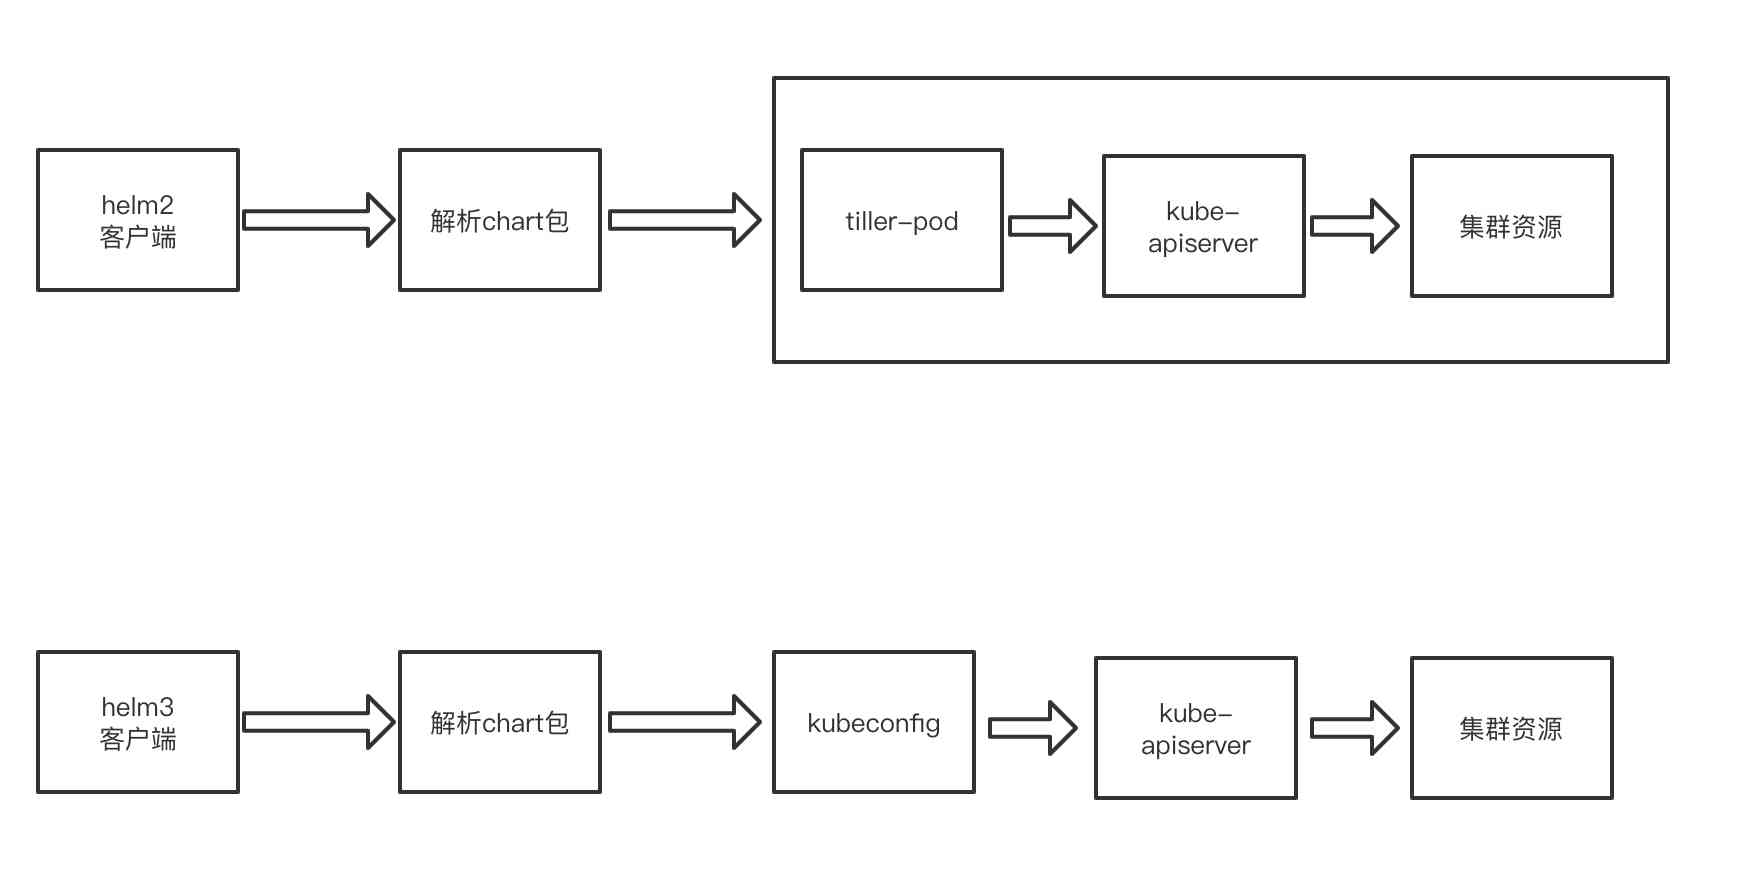 helm2
客户端
解析chart包
tiller-pod
kube-
apiserver
集群资源
helm3
客户端
解析chart包
kubeconfig
kube-
apiserver
集群资源